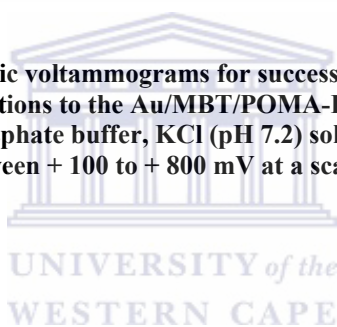 ic voltammograms for success
tions to the Au/MBT/POMA-
phate buffer, KCl (pH 7.2) sol
ween + 100 to + 800 mV at a sca
UNIVERSITY of the
WESTERN CAPE